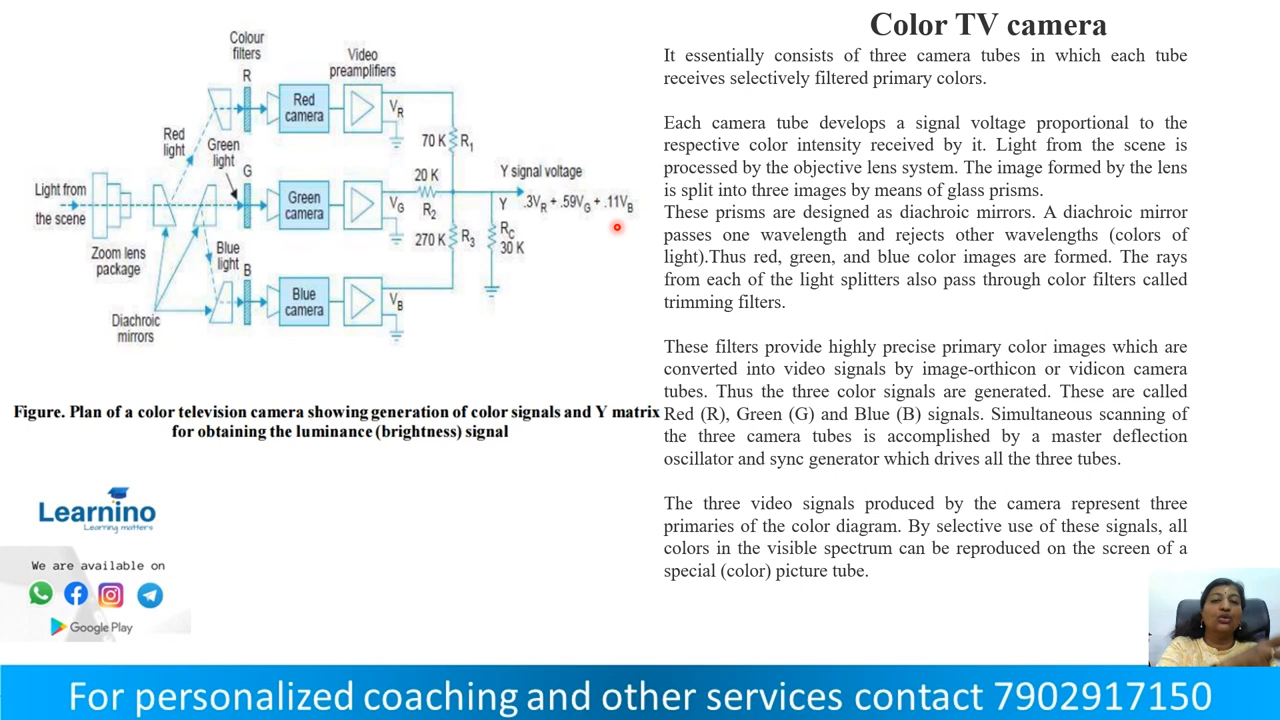 Color TV camera
It essentially consists of three camera tubes in which each tube
receives selectively filtered primary colors.
Each camera tube develops a signal voltage proportional to the
respective color intensity received by it. Light from the scene is
processed by the objective lens system. The image formed by the lens
is split into three images by means of glass prisms.
These prisms are designed as diachroic mirrors. A diachroic mirror
passes one wavelength and rejects other wavelengths (colors of
light).Thus red, green, and blue color images are formed. The rays
from each of the light splitters also pass through color filters called
trimming filters.
These filters provide highly precise primary color images which are
converted into video signals by image-orthicon or vidicon camera
tubes. Thus the three color signals are generated. These are called
Red (R), Green (G) and Blue (B) signals. Simultaneous scanning of
the three camera tubes is accomplished by a master deflection
oscillator and sync generator which drives all the three tubes.
The three video signals produced by the camera represent three
primaries of the color diagram. By selective use of these signals, all
colors in the visible spectrum can be reproduced on the screen of a
special (color) picture tube.
Colour
filters
R
Video
preamplifiers
Red
camera
VR
Red
light
Green
light
G
70 K
R1
20 K
Y signal voltage
Light from
the scene
Green
camera
VG
R2
Y
.3VR + .59VG + .11VB
270 K
R3
RC
30 K
Zoom lens
package
Blue
light
B
Blue
camera
VB
Diachroic
mirrors
Figure. Plan of a color television camera showing generation of color signals and Y matrix
for obtaining the luminance (brightness) signal
Learnino
Learning matters
We are available on
Google Play
For personalized coaching and other services contact 7902917150